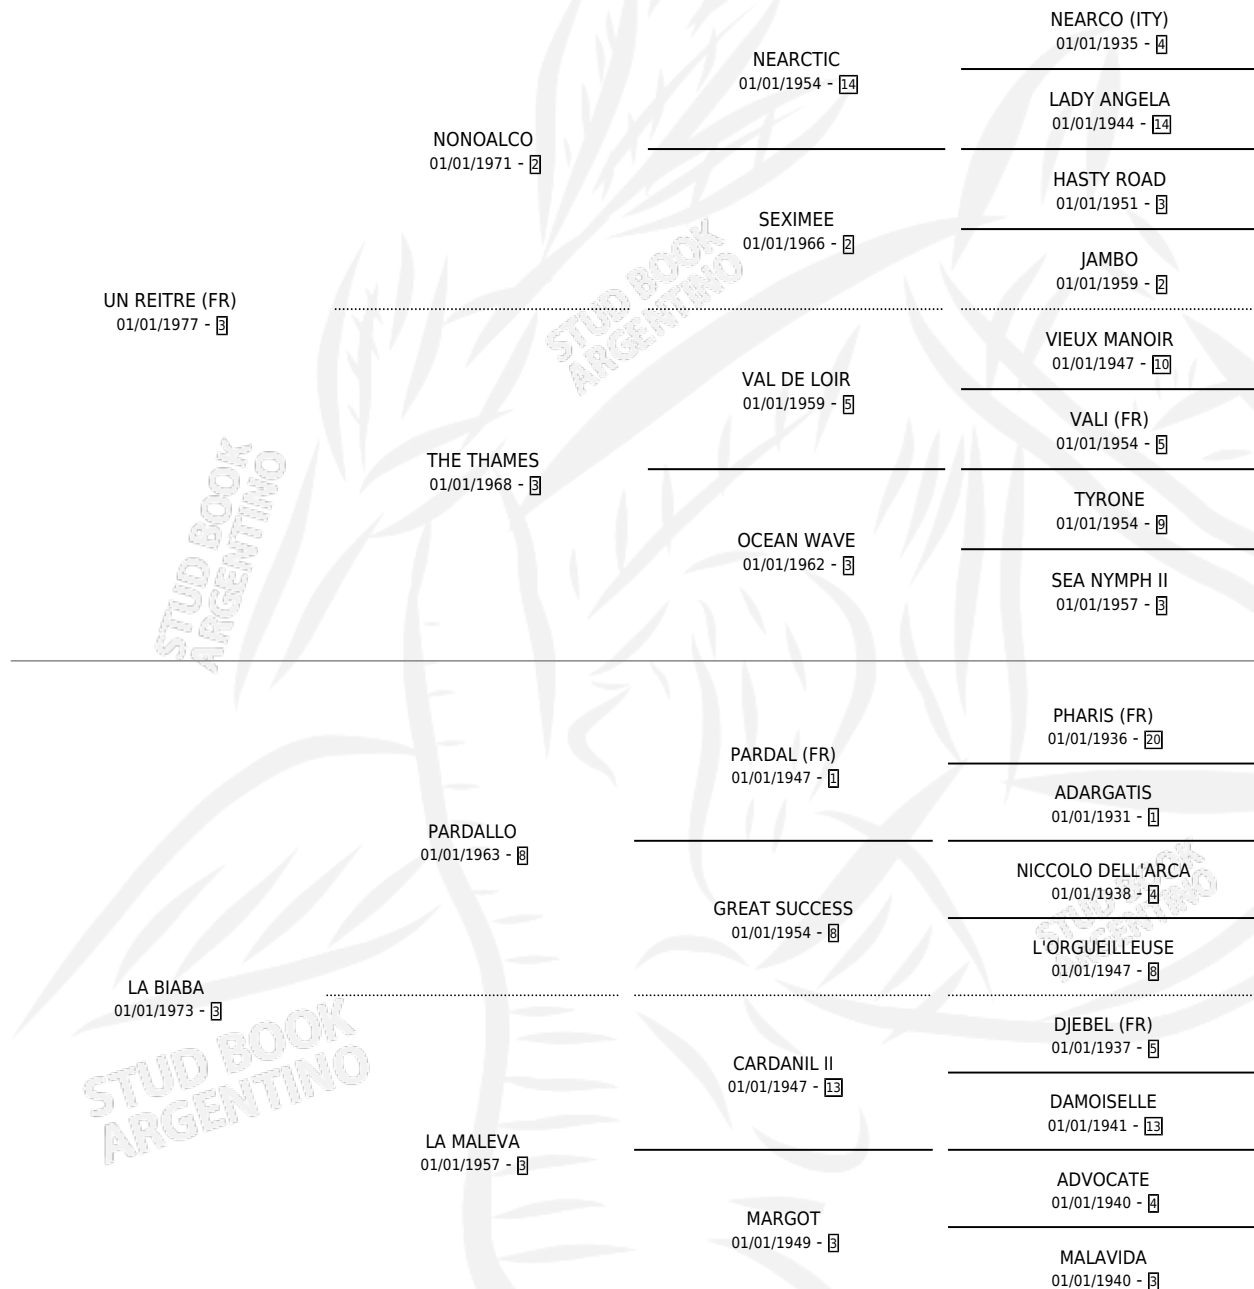 NEARCO (ITY)
01/01/1935 - 4
NEARCTIC
01/01/1954 - 14
LADY ANGELA
01/01/1944 - 14
NONOALCO
01/01/1971 - 2
HASTY ROAD
01/01/1951 - 3
SEXIMEE
01/01/1966 - 2
JAMBO
01/01/1959 - 2
UN REITRE (FR)
01/01/1977 - 3
VIEUX MANOIR
01/01/1947 - 10
VAL DE LOIR
01/01/1959 - 5
VALI (FR)
01/01/1954 - 5
THE THAMES
01/01/1968 - 3
TYRONE
01/01/1954 - 9
OCEAN WAVE
01/01/1962 - 3
SEA NYMPH II
01/01/1957 - 3
PHARIS (FR)
01/01/1936 - 20
PARDAL (FR)
01/01/1947 - 1
ADARGATIS
01/01/1931 - 1
PARDALLO
01/01/1963 - 8
NICCOLO DELL'ARCA
01/01/1938 - 4
GREAT SUCCESS
01/01/1954 - 8
L'ORGUEILLEUSE
01/01/1947 - 8
LA BIABA
01/01/1973 - 3
DJEBEL (FR)
01/01/1937 - 5
CARDANIL II
01/01/1947 - 13
DAMOISELLE
01/01/1941 - 13
LA MALEVA
01/01/1957 - 3
ADVOCATE
01/01/1940 - 4
MARGOT
01/01/1949 - 3
MALAVIDA
01/01/1940 - 3
STUD BOOK
ARGENTINO
STUD BOOK
ARGENTINO
STUD BOOK
ARGENTINO
STUD BOOK
ARGENTINO